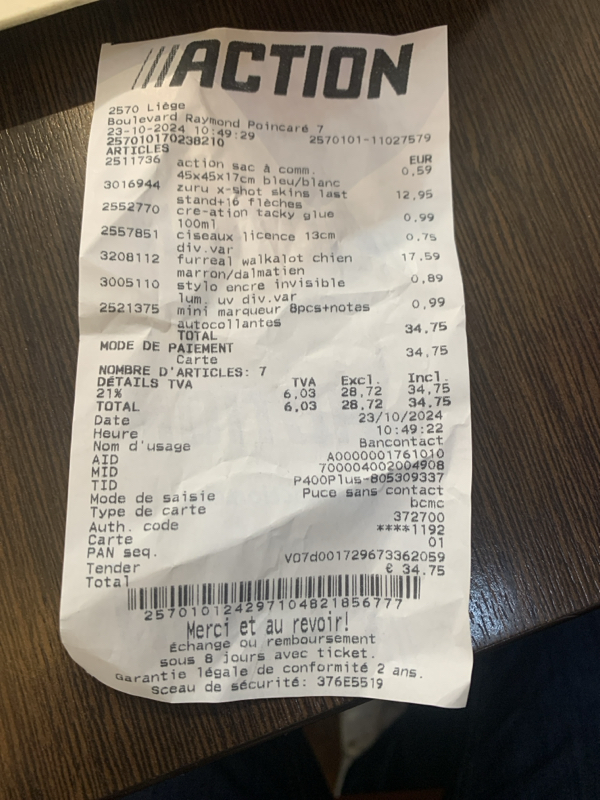 ///ACTION
2570 Liège
Boulevard Raymond Poincaré 7
23-10-2024 10:49:29 2570101-11027579
257010170238210
ARTICLES EUR
2511736 action sac à comm. 0,59
45x45x17cm bleu/blanc
3016944 zuru x-shot skins last 12,95
stand+16 flèches
2552770 cre-ation tacky glue 0,99
100ml
2557851 ciseaux licence 13cm 0,75
div.var
3208112 furreal walkalot chien 17,59
marron/dalmatien
3005110 stylo encre invisible 0,89
lum. uv div.var
2521375 mini marqueur 8pcs+notes 0,99
autocollantes
TOTAL 34,75
MODE DE PAIEMENT
Carte 34,75
NOMBRE D'ARTICLES: 7
DÉTAILS TVA TVA Excl. Incl.
21% 6,03 28,72 34,75
TOTAL 6,03 28,72 34,75
Date 23/10/2024
Heure 10:49:22
Nom d'usage Bancontact
AID A0000001761010
MID 700004002004908
TID P400Plus-805309337
Mode de saisie Puce sans contact
Type de carte bcmc
Auth. code 372700
Carte ****1192
PAN seq. 01
Tender V07d001729673362059
Total € 34.75
257010124297104821856777
Merci et au revoir!
Échange ou remboursement
sous 8 jours avec ticket.
Garantie légale de conformité 2 ans.
Sceau de sécurité: 376E5519